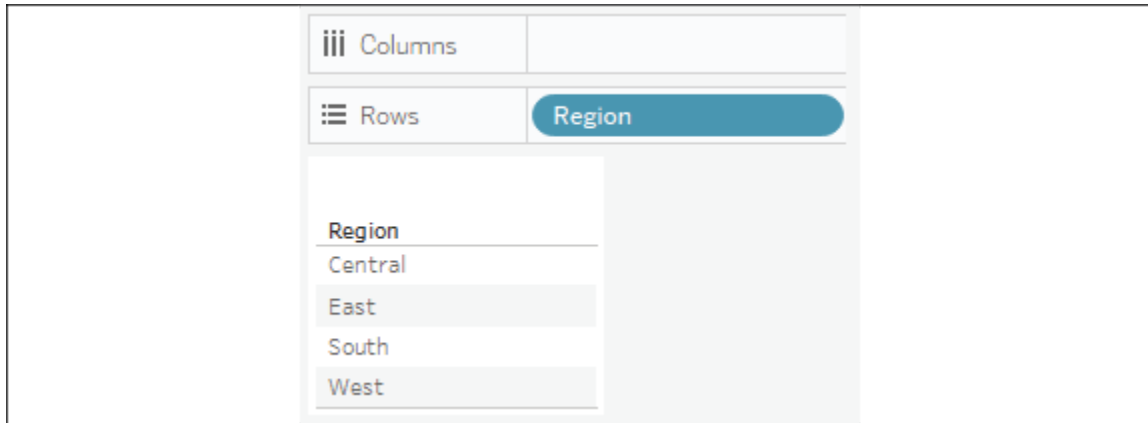 Columns
Rows Region
Region
Central
East
South
West